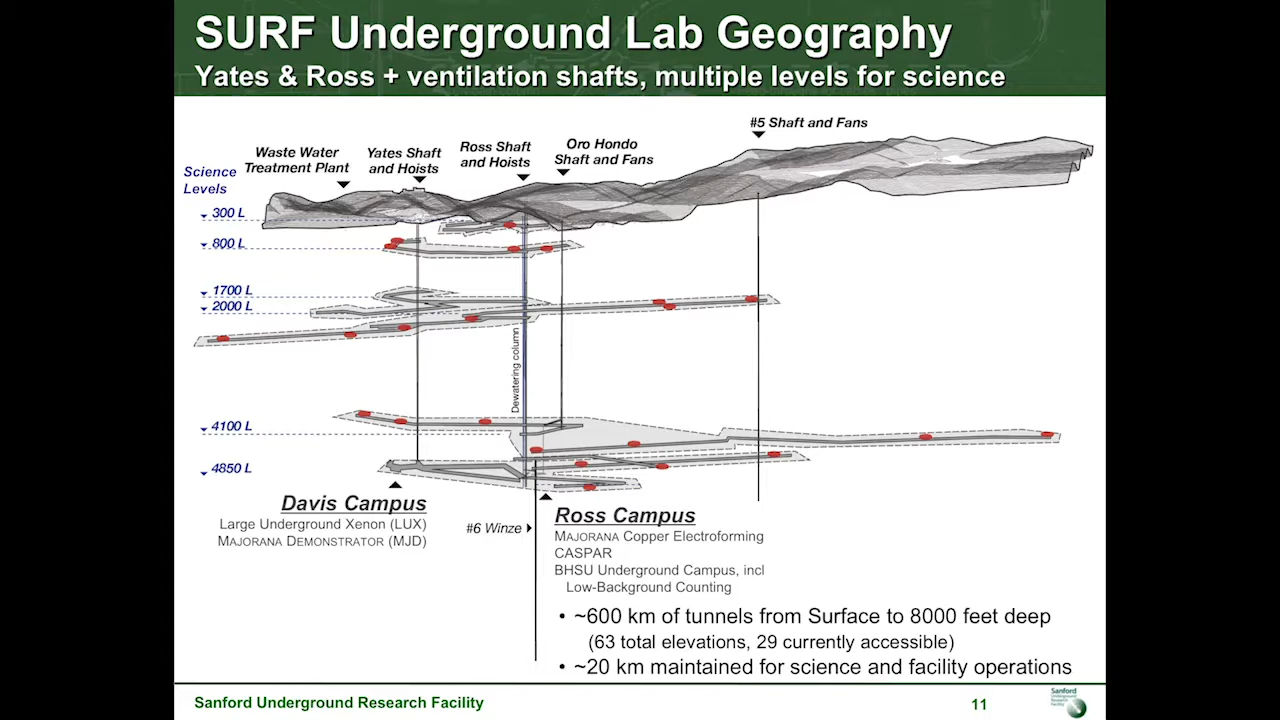 SURF Underground Lab Geography
Yates & Ross + ventilation shafts, multiple levels for science
#5 Shaft and Fans
Oro Hondo
Shaft and Fans
Ross Shaft
and Hoists
Yates Shaft
and Hoists
Waste Water
Treatment Plant
Science
Levels
300 L
800 L
1700 L
2000 L
Dewatering column
4100 L
4850 L
Davis Campus
Large Underground Xenon (LUX)
MAJORANA DEMONSTRATOR (MJD)
#6 Winze
Ross Campus
MAJORANA Copper Electroforming
CASPAR
BHSU Underground Campus, incl
Low-Background Counting
• ~600 km of tunnels from Surface to 8000 feet deep
(63 total elevations, 29 currently accessible)
• ~20 km maintained for science and facility operations
Sanford Underground Research Facility
11
Sanford
Underground
Research
Facility